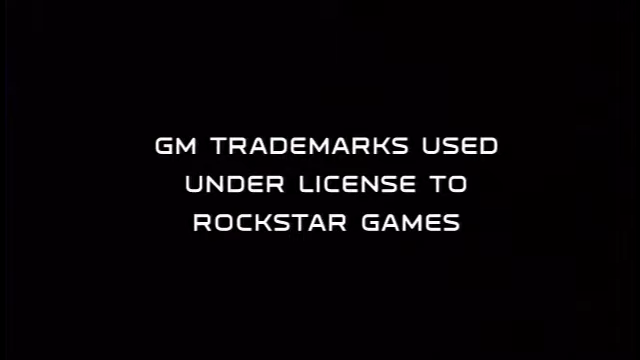 GM TRADEMARKS USED
UNDER LICENSE TO
ROCKSTAR GAMES